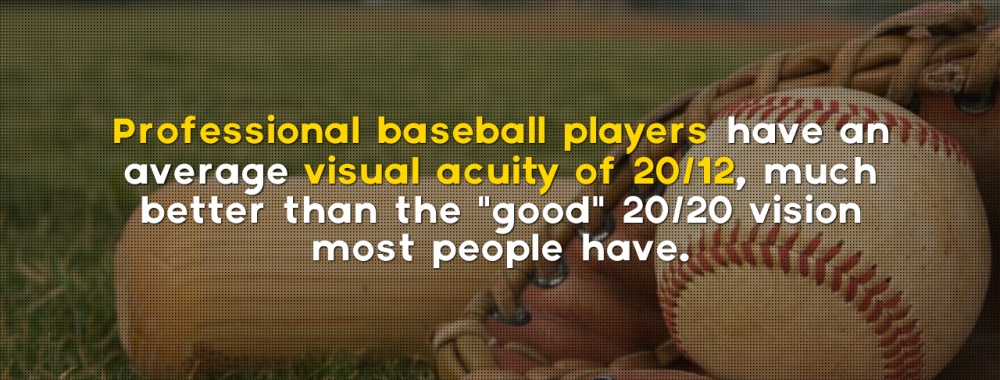 Professional baseball players have an
average visual acuity of 20/12, much
better than the "good" 20/20 vision
most people have.